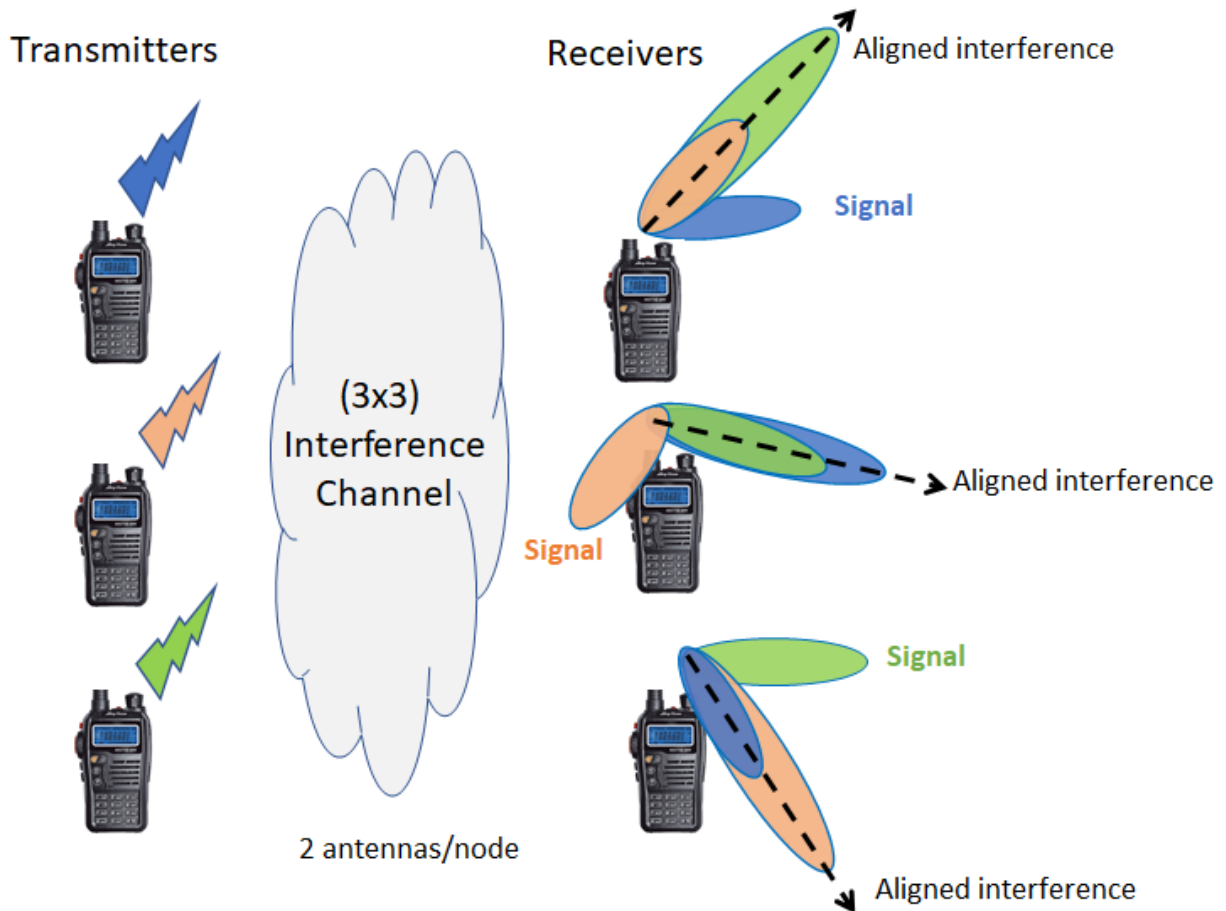 Transmitters
Receivers
Aligned interference
Signal
(3x3)
Interference
Channel
Aligned interference
Signal
Signal
2 antennas/node
Aligned interference